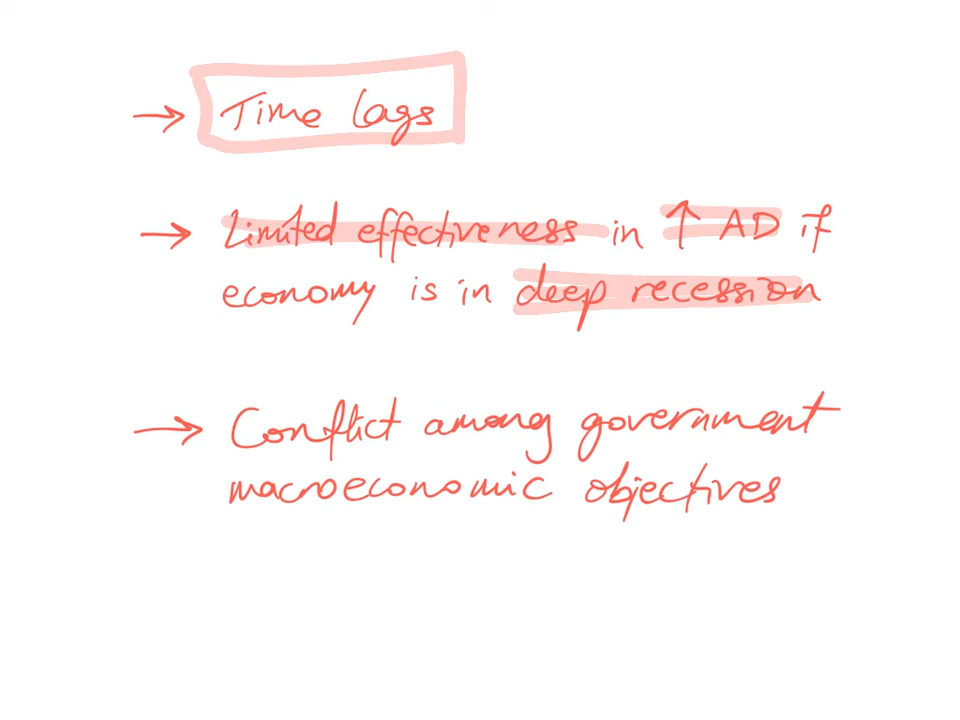 → Time lags
→ Limited effectiveness in ↑ AD if
economy is in deep recession
→ Conflict among government
macroeconomic objectives